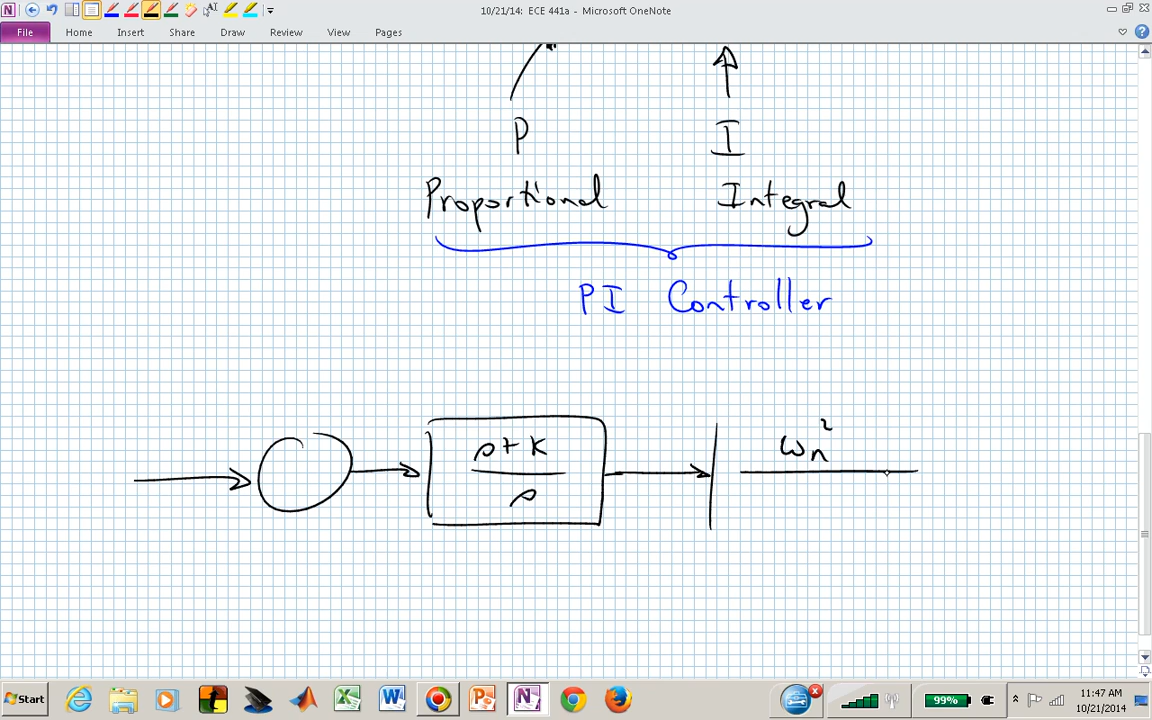 10/21/14: ECE 441a - Microsoft OneNote
File Home Insert Share Draw Review View Pages
P I
Proportional Integral
PI Controller
s + K
s
ωn²
Start
99%
11:47 AM
10/21/2014